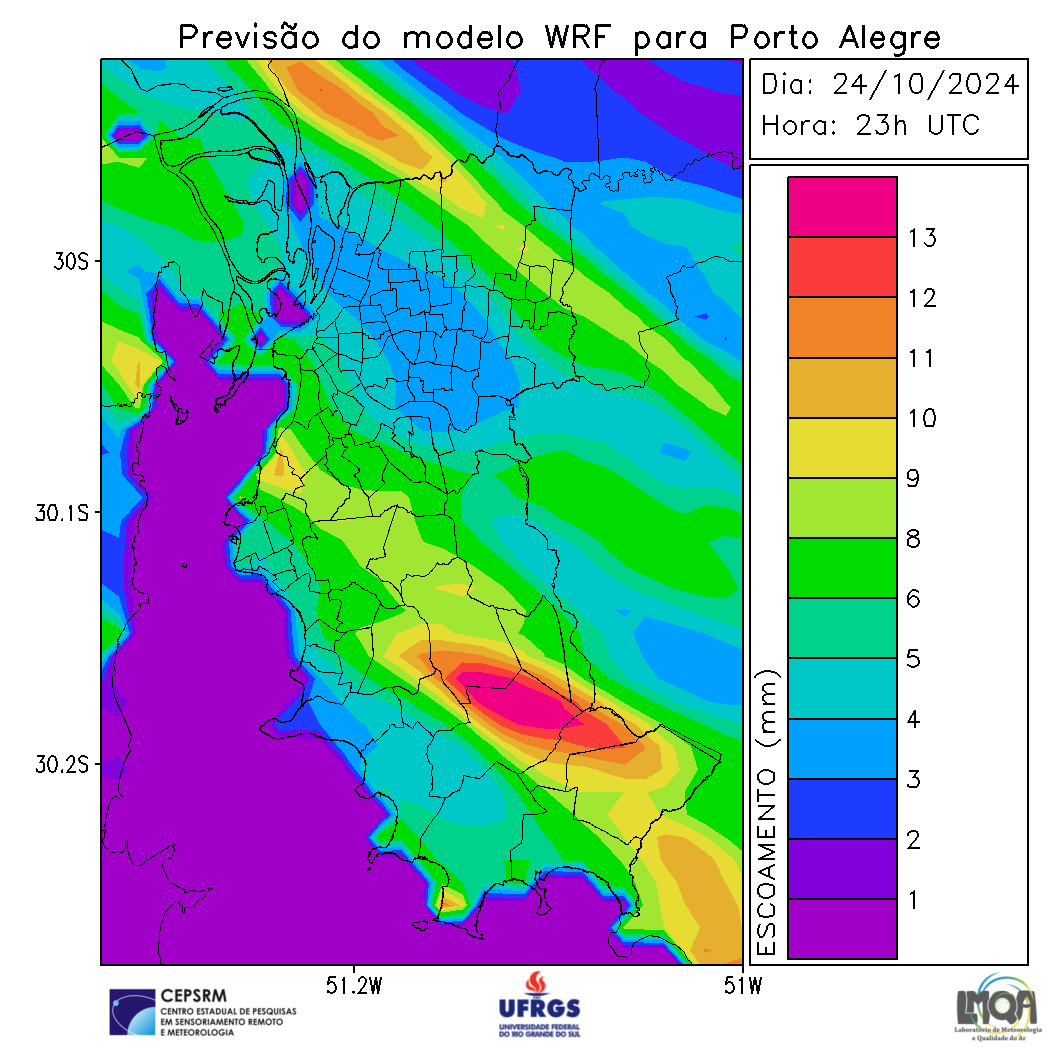 Previsão do modelo WRF para Porto Alegre
Dia: 24/10/2024
Hora: 23h UTC
30S
30.1S
30.2S
51.2W
51W
ESCOAMENTO (mm)
13
12
11
10
9
8
6
5
4
3
2
1
CEPSRM
CENTRO ESTADUAL DE PESQUISAS
EM SENSORIAMENTO REMOTO
E METEOROLOGIA
UFRGS
UNIVERSIDADE FEDERAL
DO RIO GRANDE DO SUL
LMQA
Laboratório de Meteorologia
e Qualidade do Ar